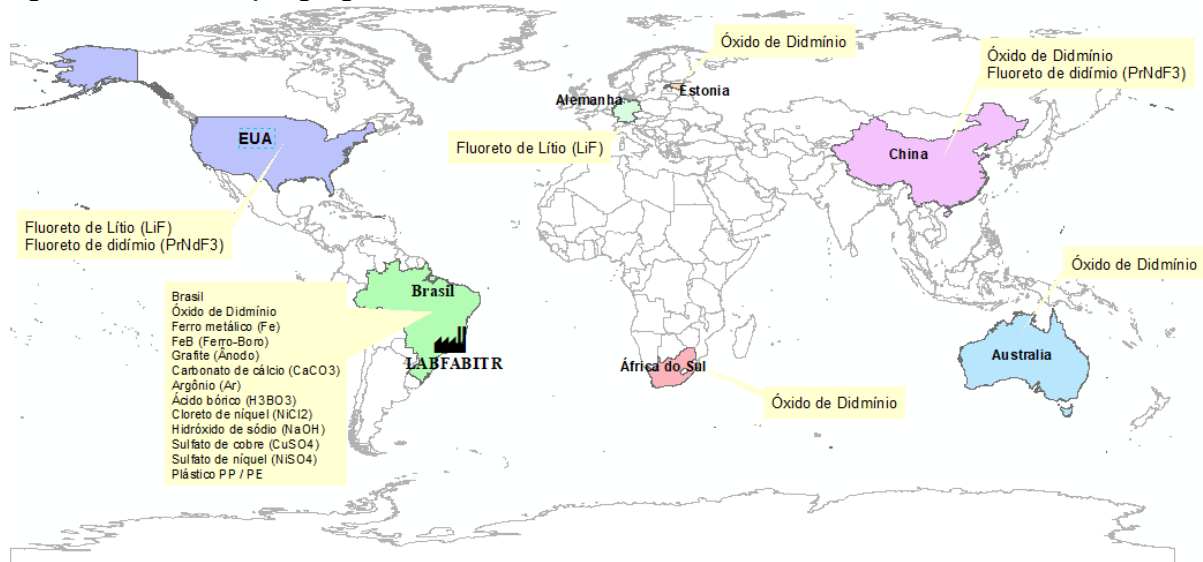 Óxido de Didmínio
Óxido de Didmínio
Fluoreto de didímio (PrNdF3)
Alemanha
Estonia
EUA
Fluoreto de Lítio (LiF)
China
Fluoreto de Lítio (LiF)
Fluoreto de didímio (PrNdF3)
Óxido de Didmínio
Brasil
Brasil
Óxido de Didmínio
Ferro metálico (Fe)
FeB (Ferro-Boro)
Grafite (Ânodo)
Carbonato de cálcio (CaCO3)
Argônio (Ar)
Ácido bórico (H3BO3)
Cloreto de níquel (NiCl2)
Hidróxido de sódio (NaOH)
Sulfato de cobre (CuSO4)
Sulfato de níquel (NiSO4)
Plástico PP / PE
LABFABITR
África do Sul
Australia
Óxido de Didmínio